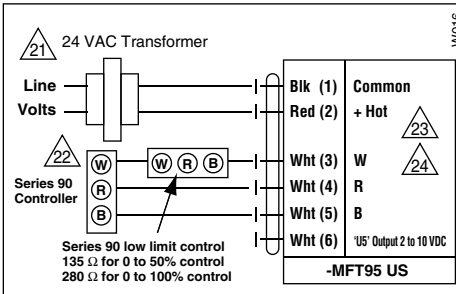 21 24 VAC Transformer
W016
Line
Volts
Blk (1) Common
Red (2) + Hot
23
22
24
W
W R B
Wht (3) W
Series 90
Controller
R
Wht (4) R
B
Wht (5) B
Wht (6) 'U5' Output 2 to 10 VDC
Series 90 low limit control
135 Ω for 0 to 50% control
280 Ω for 0 to 100% control
-MFT95 US